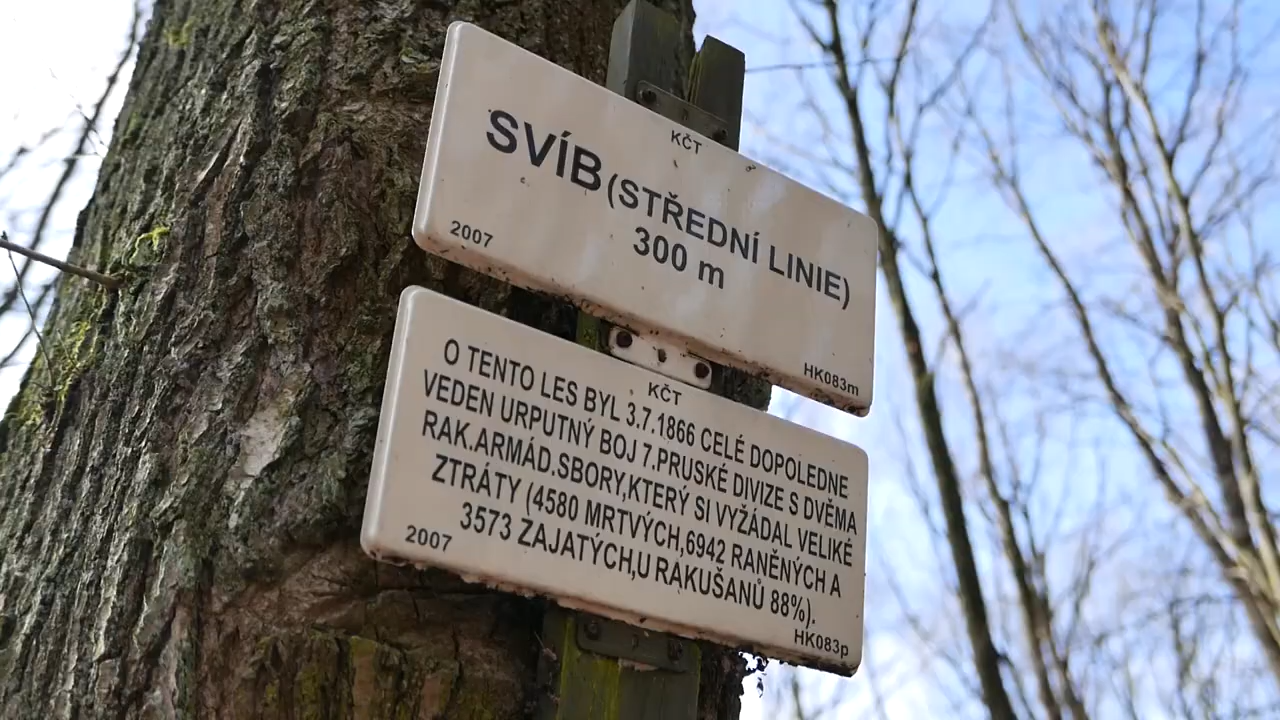 KČT
SVÍB (STŘEDNÍ LINIE)
300 m
2007
HK083m
KČT
O TENTO LES BYL 3.7.1866 CELÉ DOPOLEDNE
VEDEN URPUTNÝ BOJ 7.PRUSKÉ DIVIZE S DVĚMA
RAK.ARMÁD.SBORY,KTERÝ SI VYŽÁDAL VELIKÉ
ZTRÁTY (4580 MRTVÝCH,6942 RANĚNÝCH A
3573 ZAJATÝCH,U RAKUŠANŮ 88%).
2007
HK083p